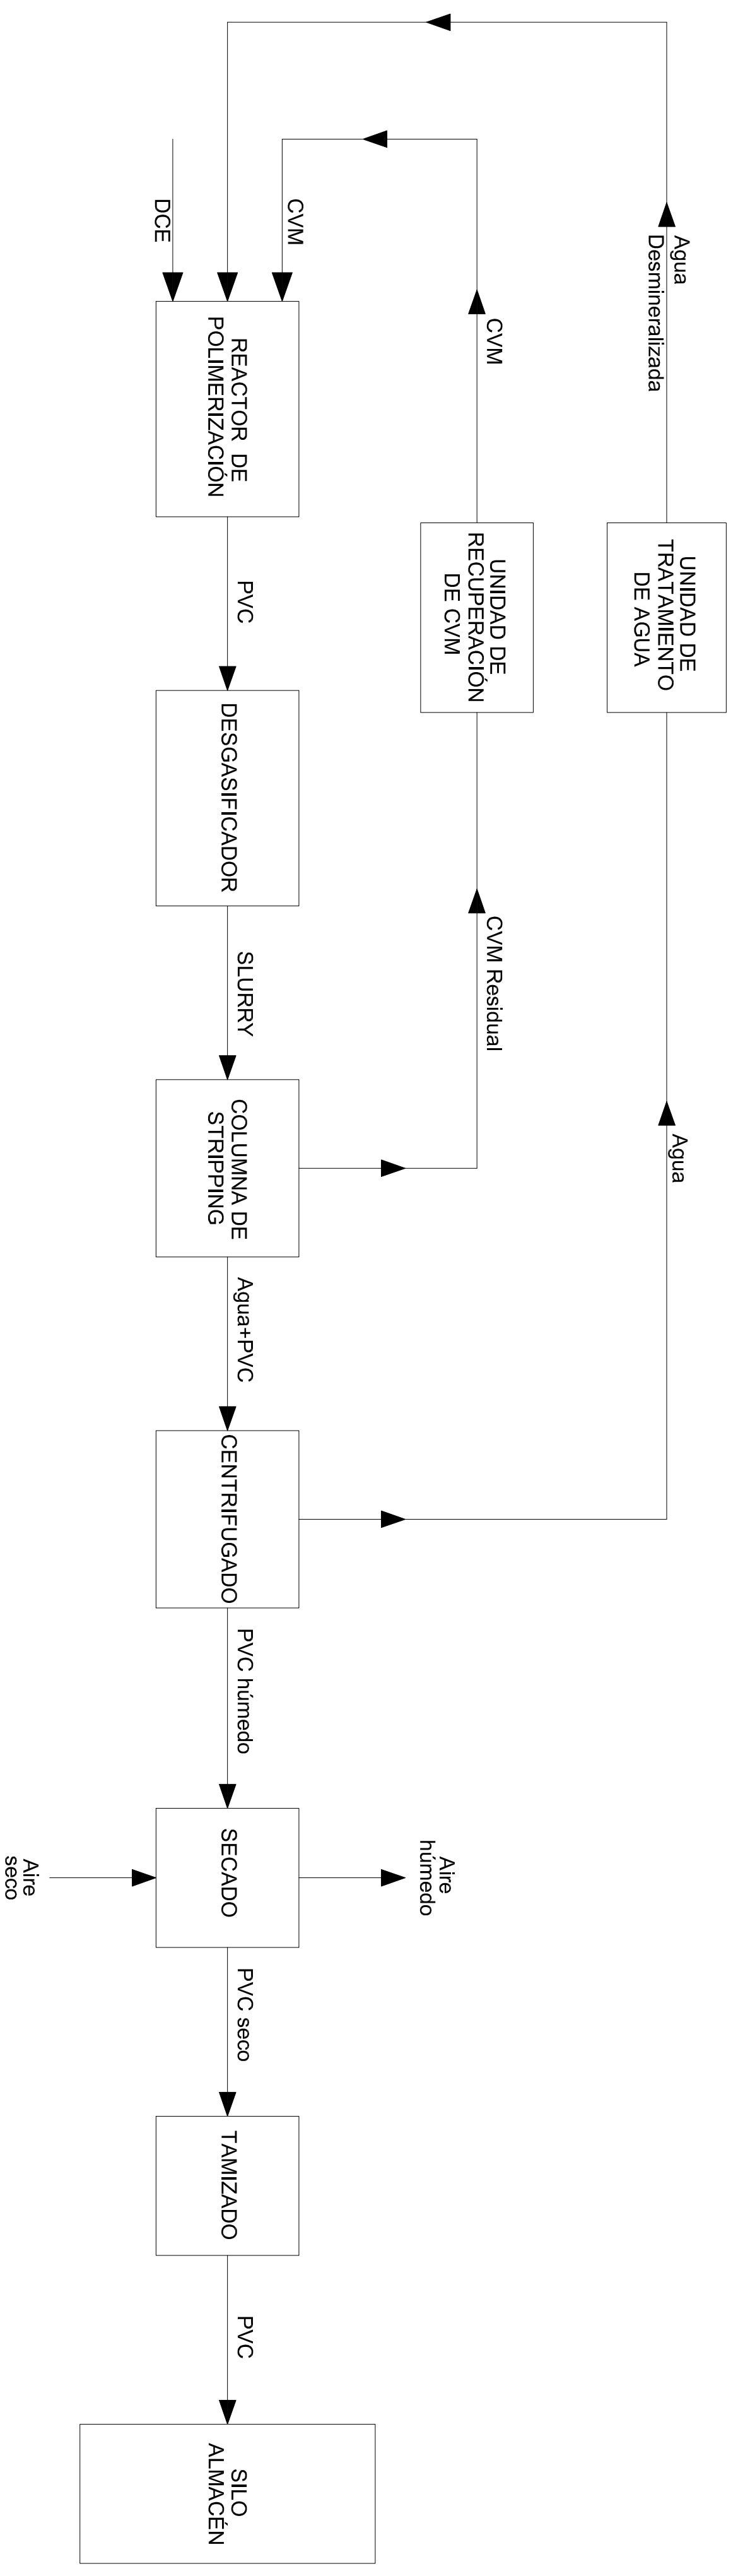 Agua
Desmineralizada
UNIDAD DE
TRATAMIENTO
DE AGUA
Agua
CVM
UNIDAD DE
RECUPERACIÓN
DE CVM
CVM Residual
Aire
húmedo
CVM
DCE
REACTOR DE
POLIMERIZACIÓN
PVC
DESGASIFICADOR
SLURRY
COLUMNA DE
STRIPPING
Agua+PVC
CENTRIFUGADO
PVC húmedo
SECADO
PVC seco
TAMIZADO
PVC
SILO
ALMACÉN
Aire
seco